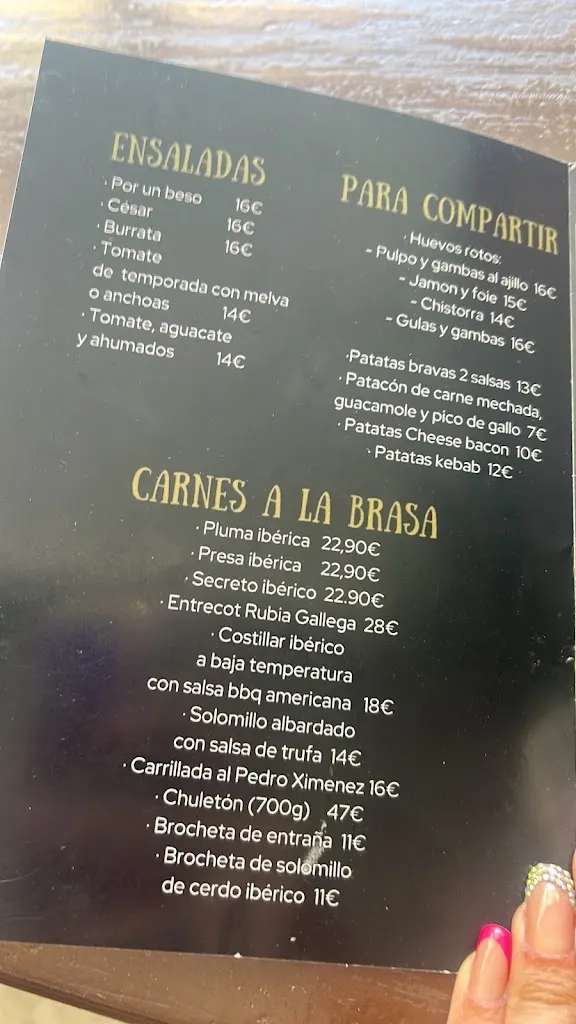 ENSALADAS
· Por un beso 16€
· César 16€
· Burrata 16€
· Tomate
de temporada con melva
o anchoas 14€
· Tomate, aguacate
y ahumados 14€
PARA COMPARTIR
· Huevos rotos:
- Pulpo y gambas al ajillo 16€
- Jamon y foie 15€
- Chistorra 14€
- Gulas y gambas 16€
·Patatas bravas 2 salsas 13€
· Patacón de carne mechada,
guacamole y pico de gallo 7€
· Patatas Cheese bacon 10€
· Patatas kebab 12€
CARNES A LA BRASA
· Pluma ibérica 22,90€
· Presa ibérica 22,90€
· Secreto ibérico 22.90€
· Entrecot Rubia Gallega 28€
· Costillar ibérico
a baja temperatura
con salsa bbq americana 18€
· Solomillo albardado
con salsa de trufa 14€
· Carrillada al Pedro Ximenez 16€
· Chuletón (700g) 47€
· Brocheta de entraña 11€
· Brocheta de solomillo
de cerdo ibérico 11€